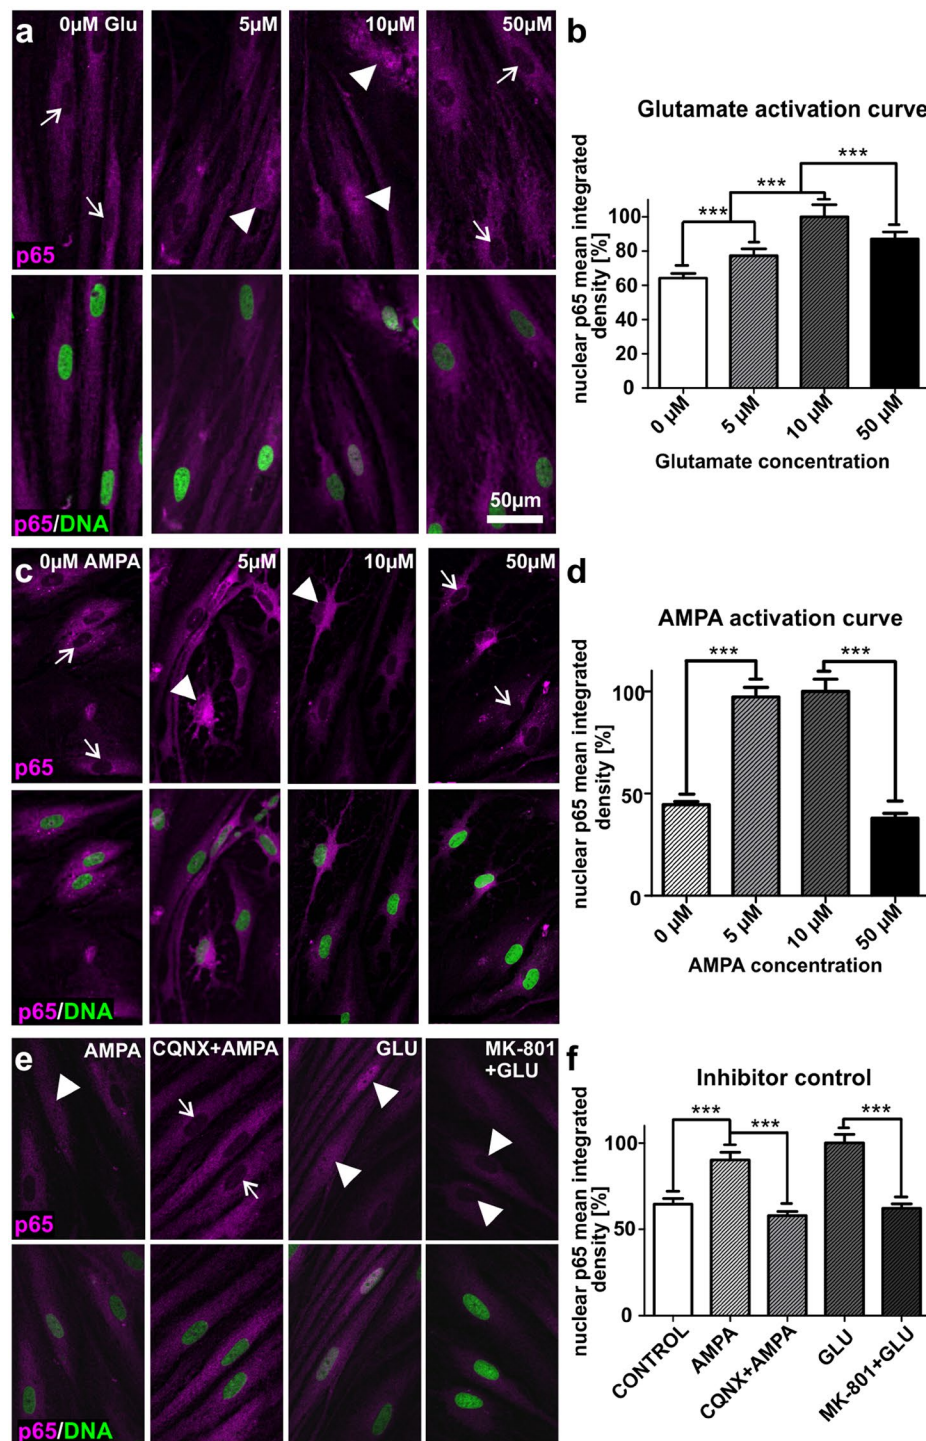 a
0µM Glu
5µM
10µM
50µM
p65
p65/DNA
50µm
b
Glutamate activation curve
nuclear p65 mean integrated
density [%]
***
***
***
100
80
60
40
20
0
0 µM
5 µM
10 µM
50 µM
Glutamate concentration
c
0µM AMPA
5µM
10µM
50µM
p65
p65/DNA
d
AMPA activation curve
nuclear p65 mean integrated
density [%]
***
***
100
50
0
0 µM
5 µM
10 µM
50 µM
AMPA concentration
e
AMPA
CQNX+AMPA
GLU
MK-801
+GLU
p65
p65/DNA
f
Inhibitor control
nuclear p65 mean integrated
density [%]
***
***
***
100
50
0
CONTROL
AMPA
CQNX+AMPA
GLU
MK-801+GLU